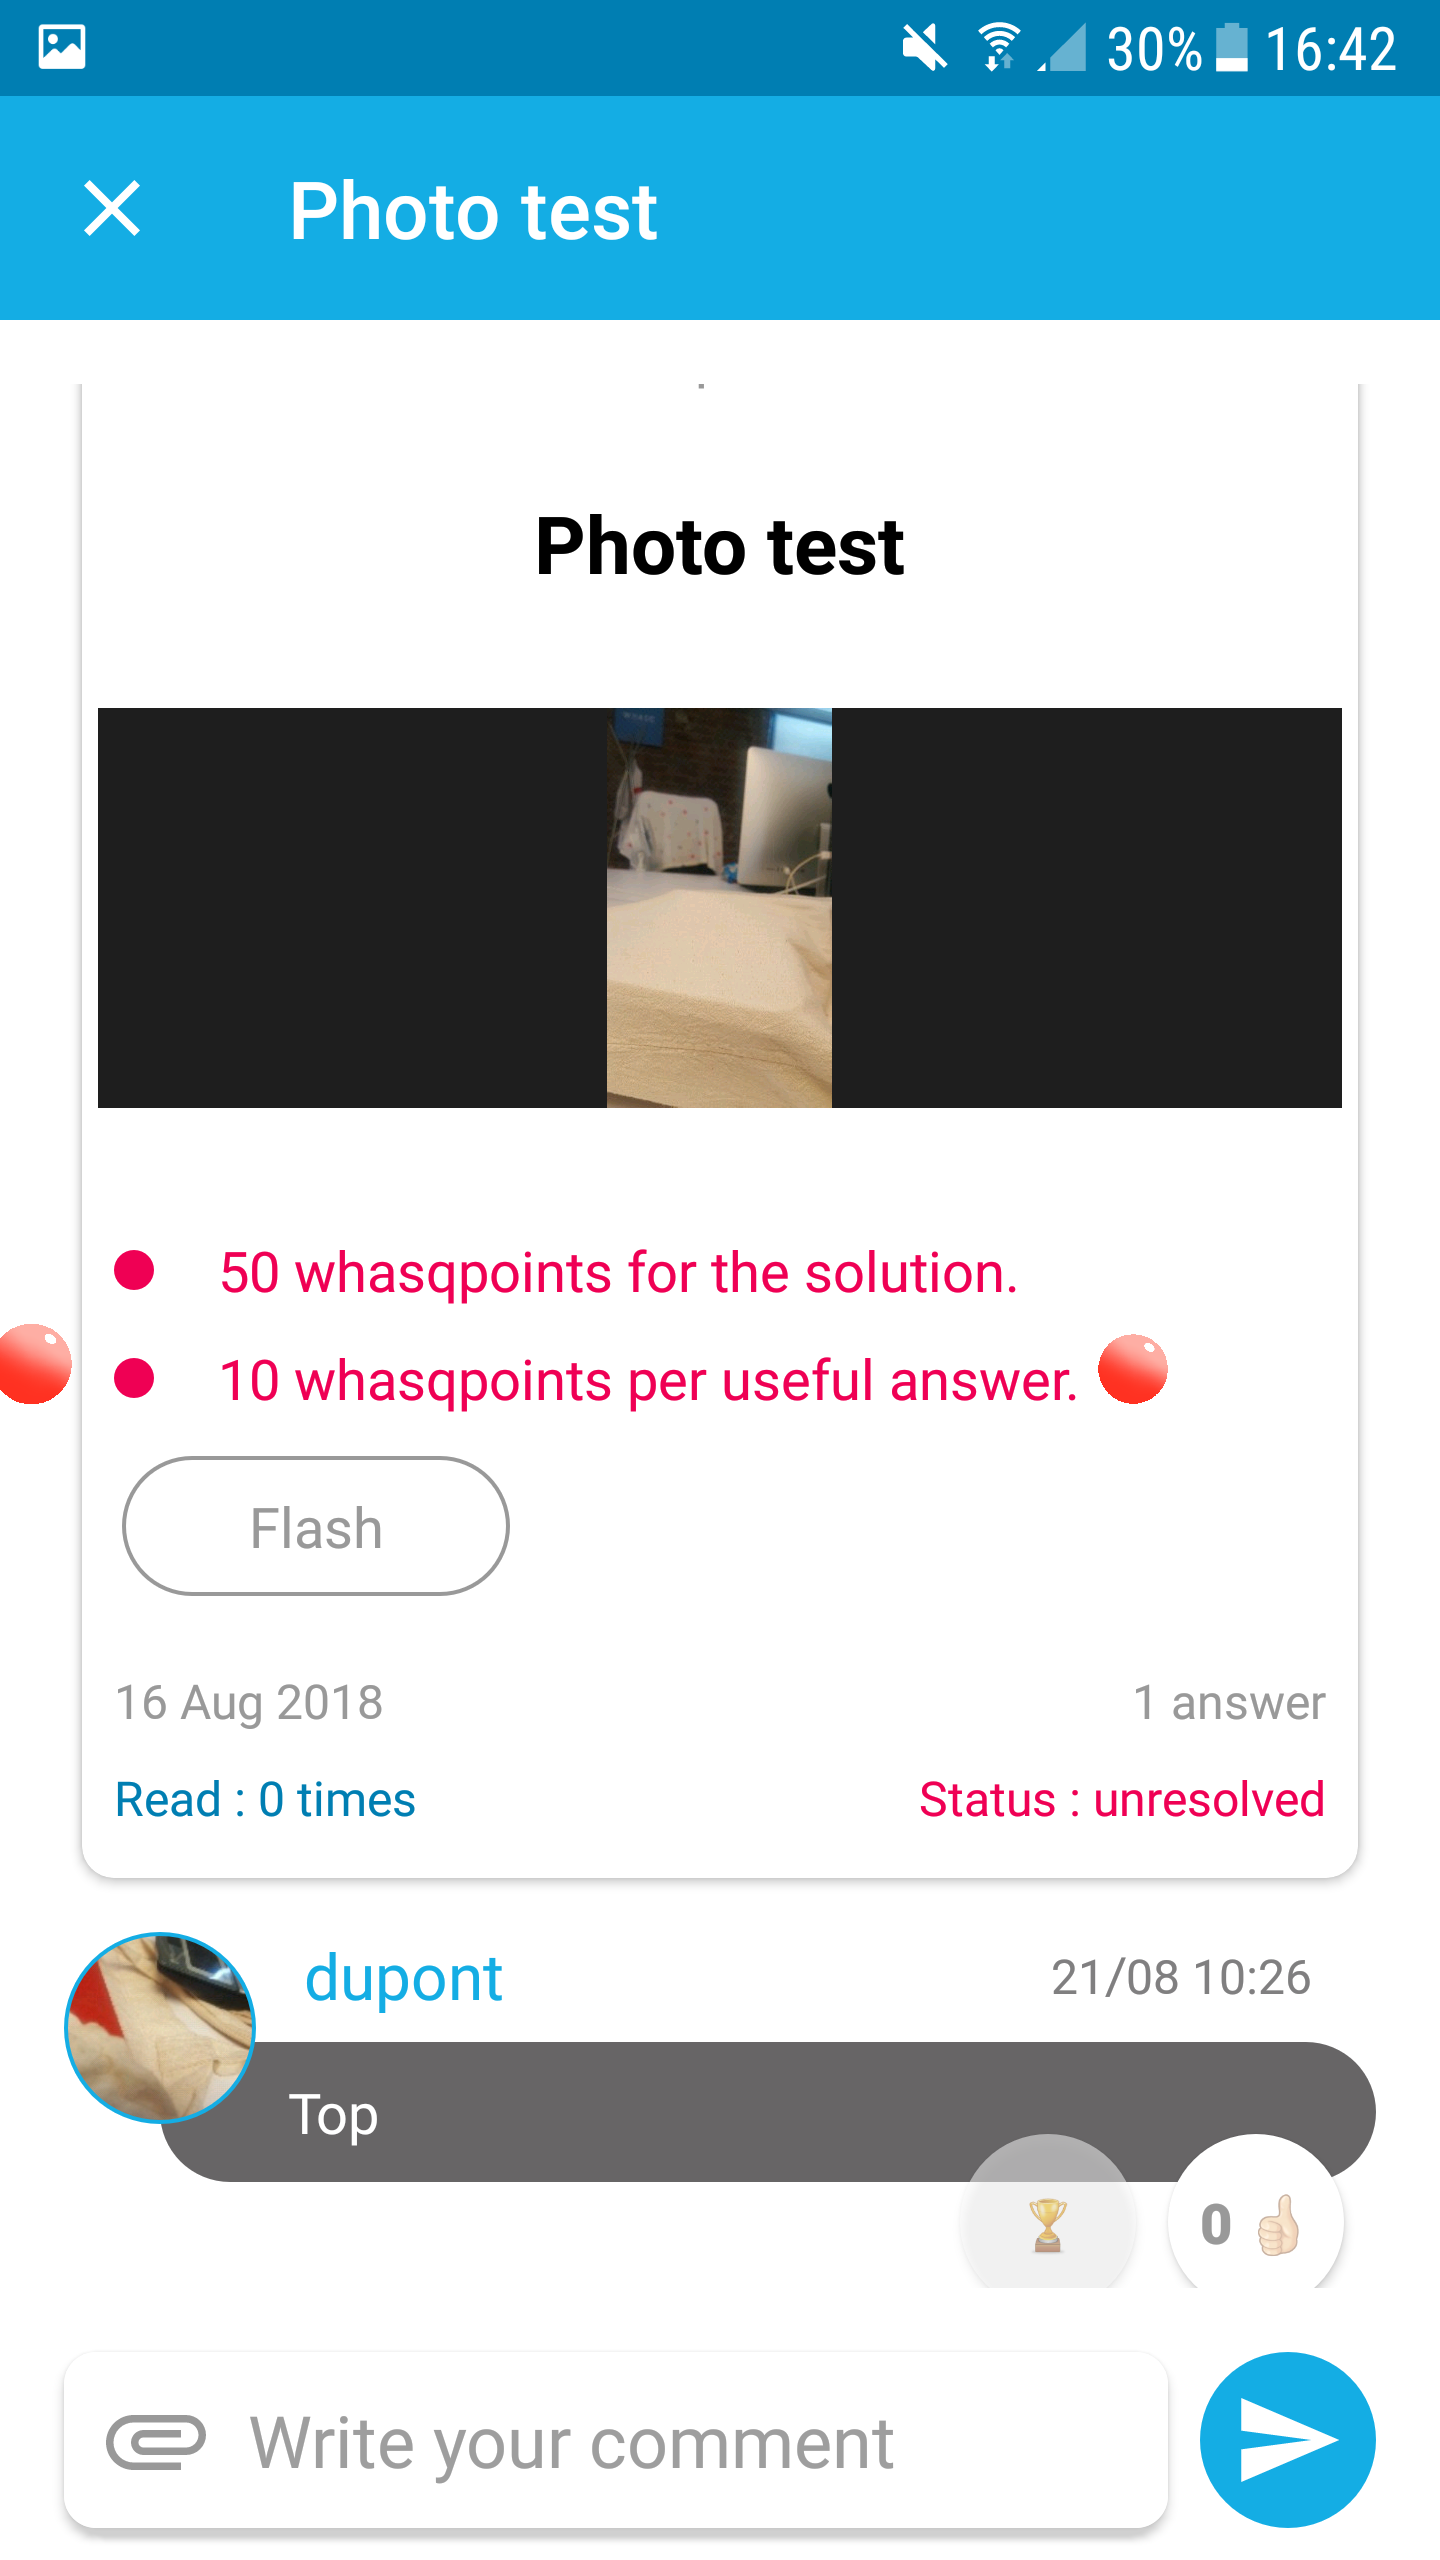 30% 16:42
Photo test
Photo test
50 whasqpoints for the solution.
10 whasqpoints per useful answer.
Flash
16 Aug 2018 1 answer
Read : 0 times Status : unresolved
dupont 21/08 10:26
Top
0
Write your comment